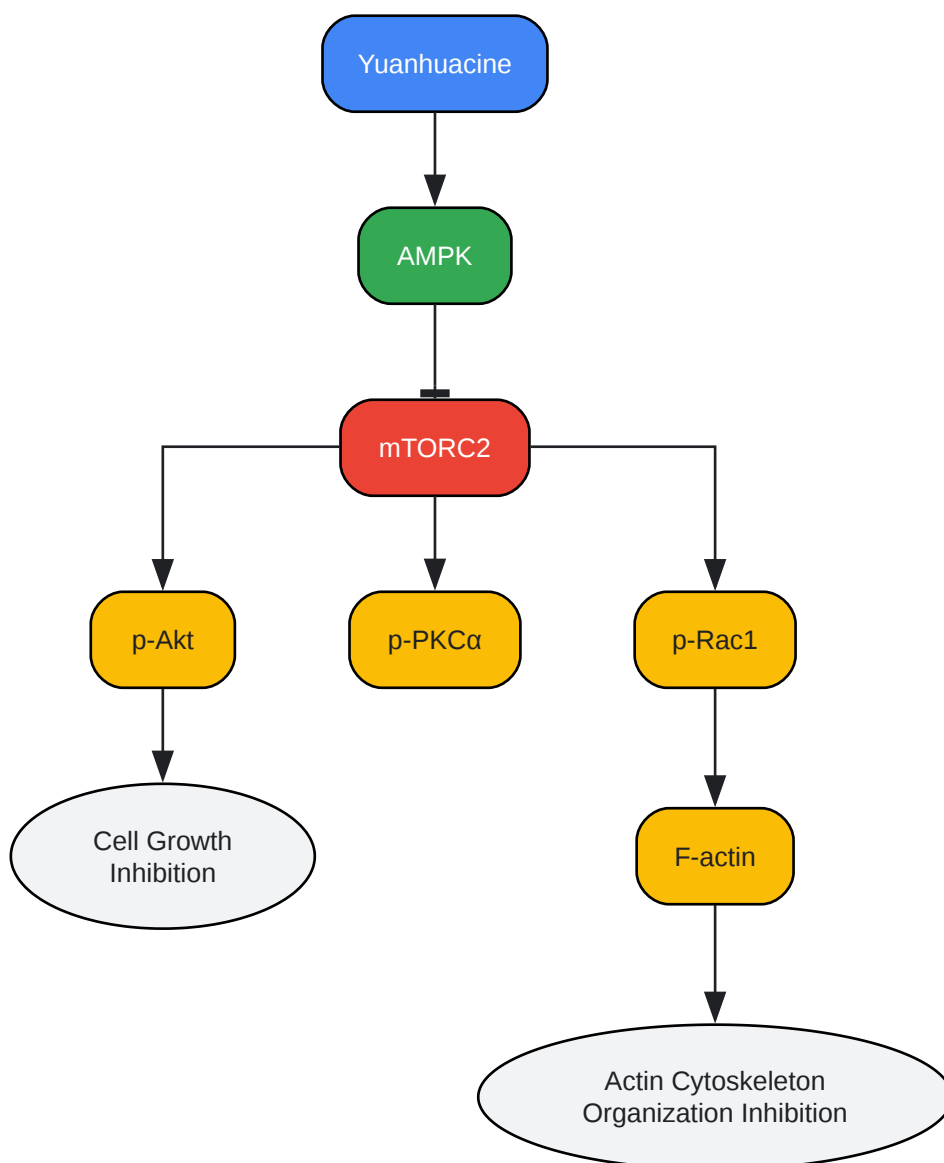 Yuanhuacine
AMPK
mTORC2
p-Akt
p-PKCα
p-Rac1
Cell Growth
Inhibition
F-actin
Actin Cytoskeleton
Organization Inhibition